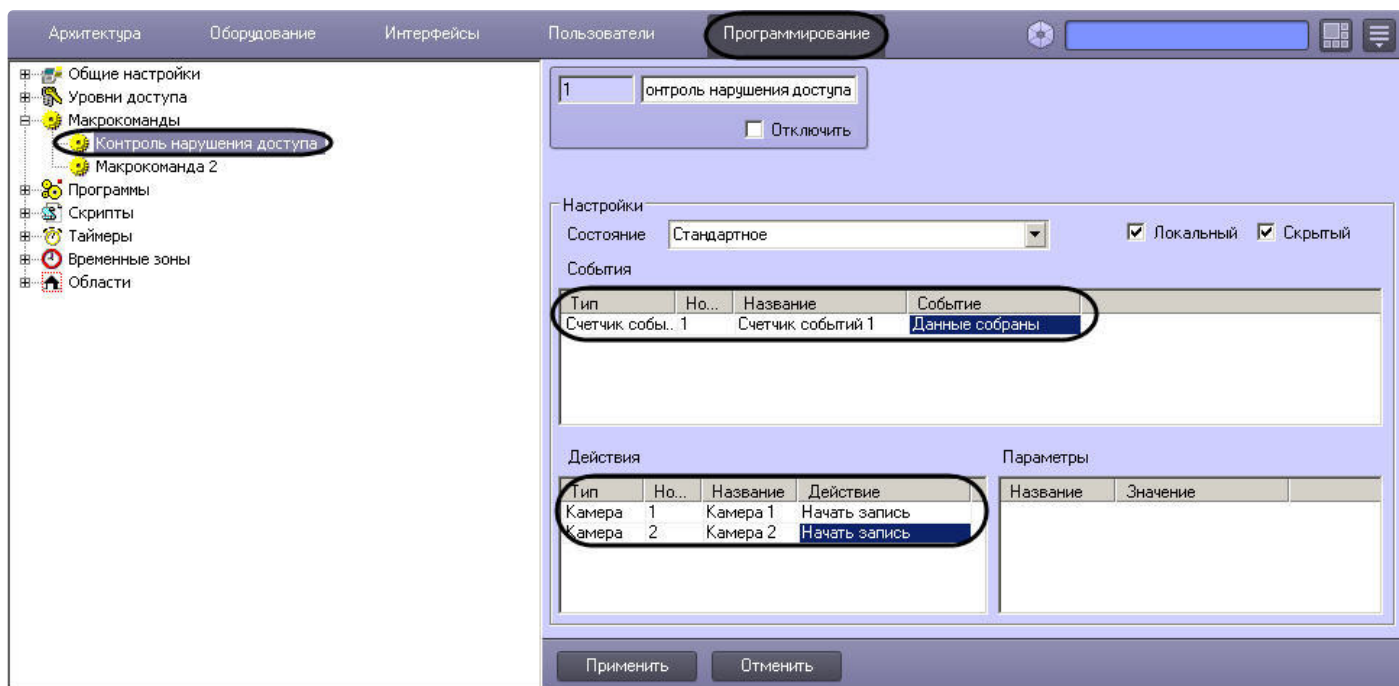 Архитектура Оборудование Интерфейсы Пользователи Программирование
Общие настройки
Уровни доступа
Макрокоманды
Контроль нарушения доступа
Макрокоманда 2
Программы
Скрипты
Таймеры
Временные зоны
Области
1 онтроль нарушения доступа
Отключить
Настройки
Состояние Стандартное Локальный Скрытый
События
Тип Но... Название Событие
Счетчик собы.. 1 Счетчик событий 1 Данные собраны
Действия
Тип Но... Название Действие
Камера 1 Камера 1 Начать запись
Камера 2 Камера 2 Начать запись
Параметры
Название Значение
Применить Отменить